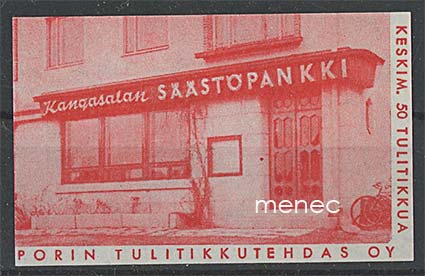 Kangasalan SÄÄSTÖPANKKI
KESKIM. 50 TULITIKKUA
menec
PORIN TULITIKKUTEHDAS OY